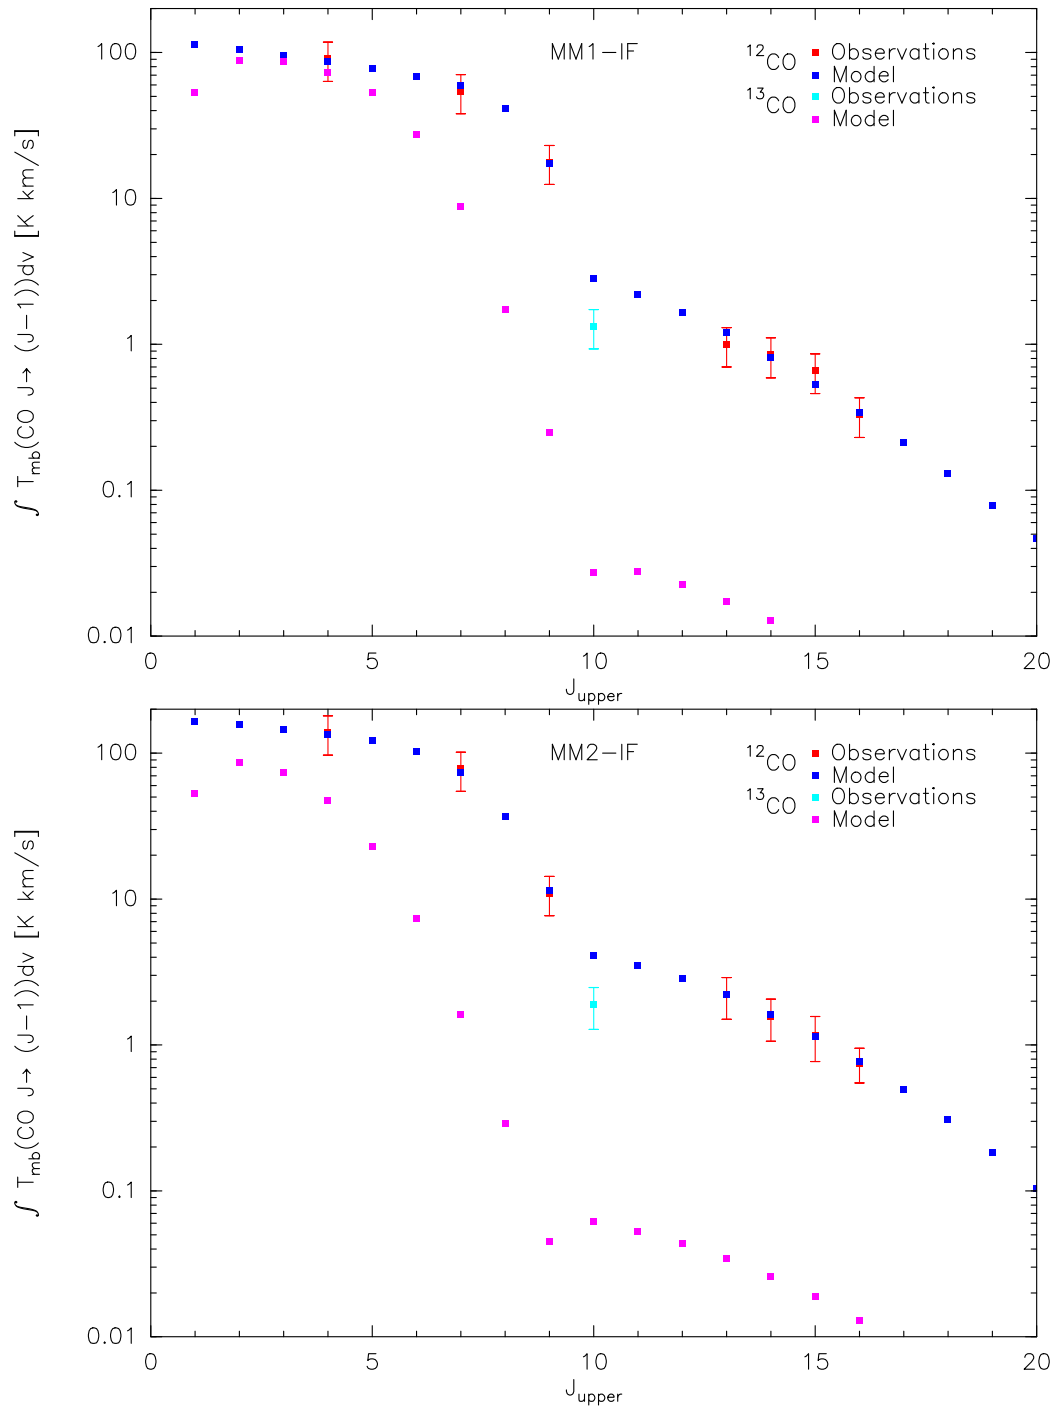 MM1-IF
¹²CO ■ Observations
■ Model
¹³CO ■ Observations
■ Model
100
10
1
0.1
0.01
∫ T_mb(CO J→ (J-1))dv [K km/s]
0 5 10 15 20
J_upper
MM2-IF
¹²CO ■ Observations
■ Model
¹³CO ■ Observations
■ Model
100
10
1
0.1
0.01
∫ T_mb(CO J→ (J-1))dv [K km/s]
0 5 10 15 20
J_upper